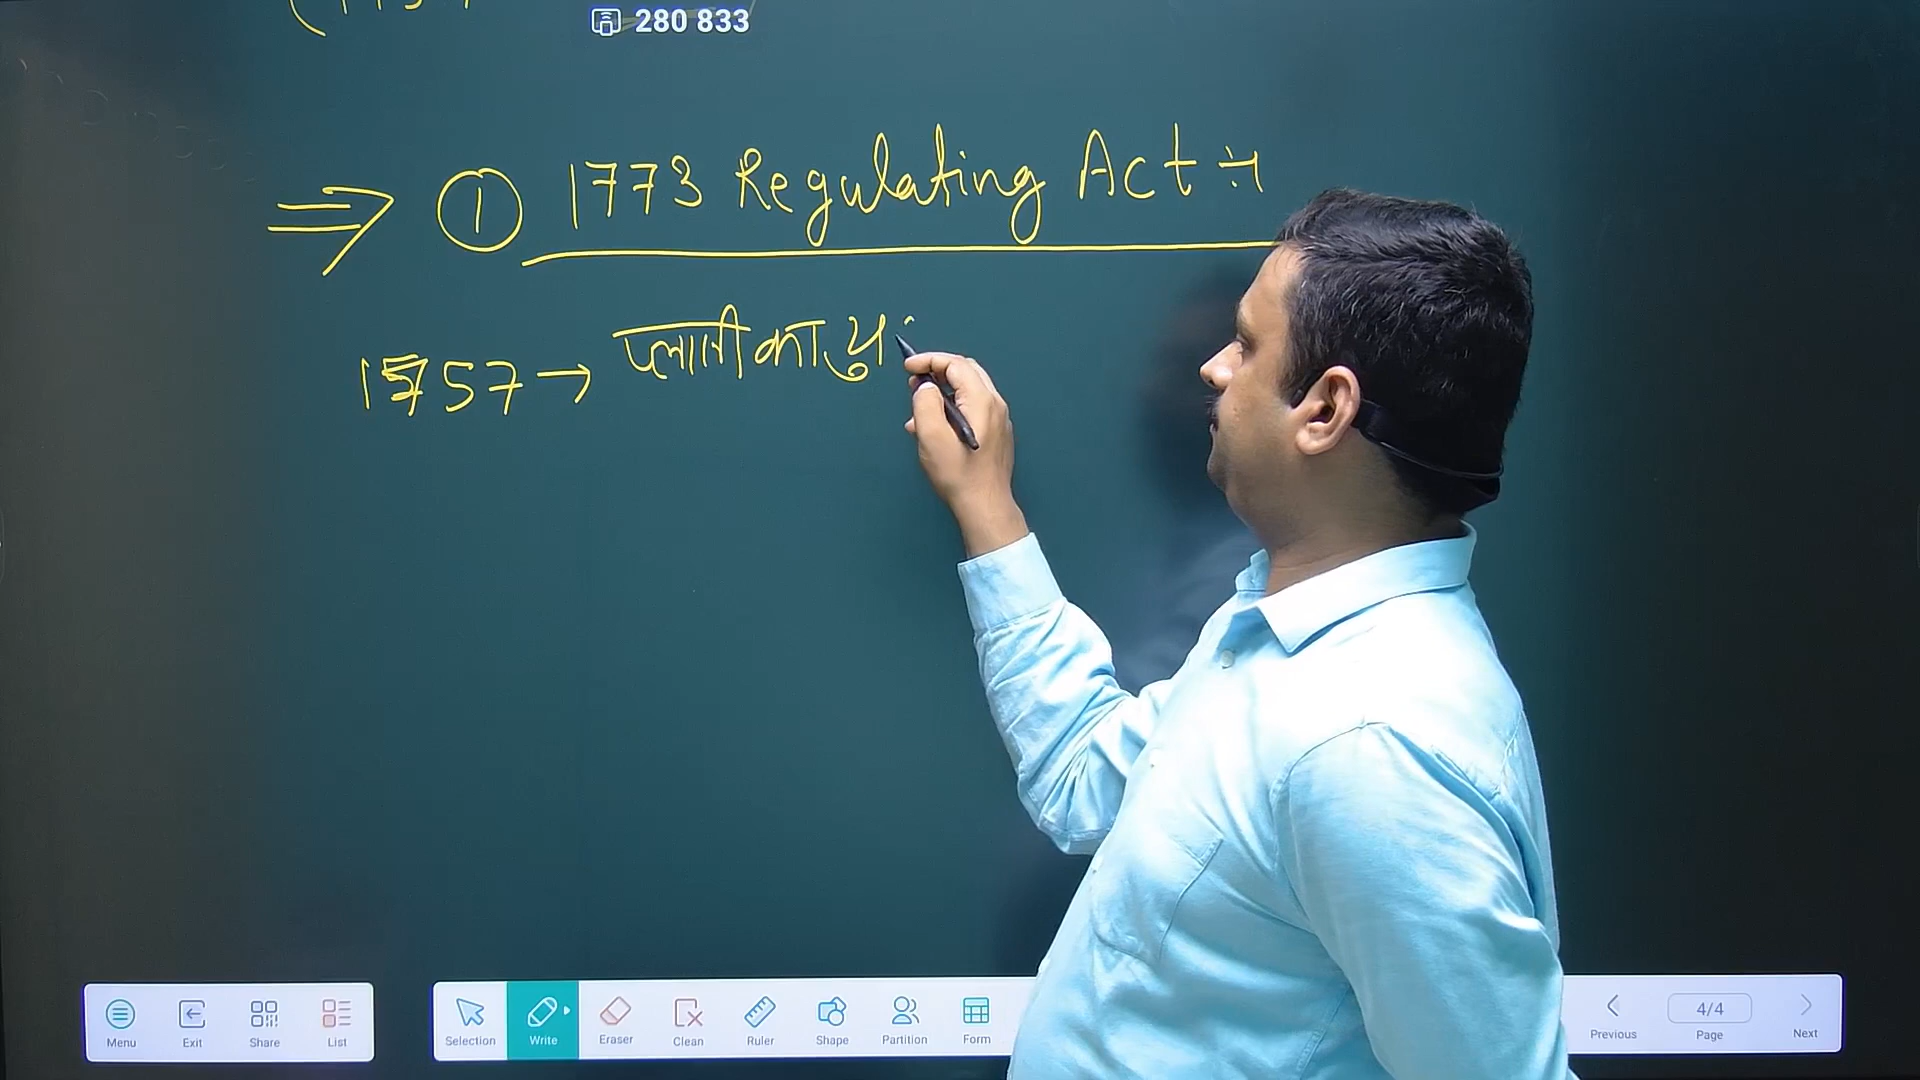 280 833
⇒ ① 1773 Regulating Act ÷
1757 → प्लासी का यु
Menu Exit Share List Selection Write Eraser Clean Ruler Shape Partition Form Previous 4/4 Page Next